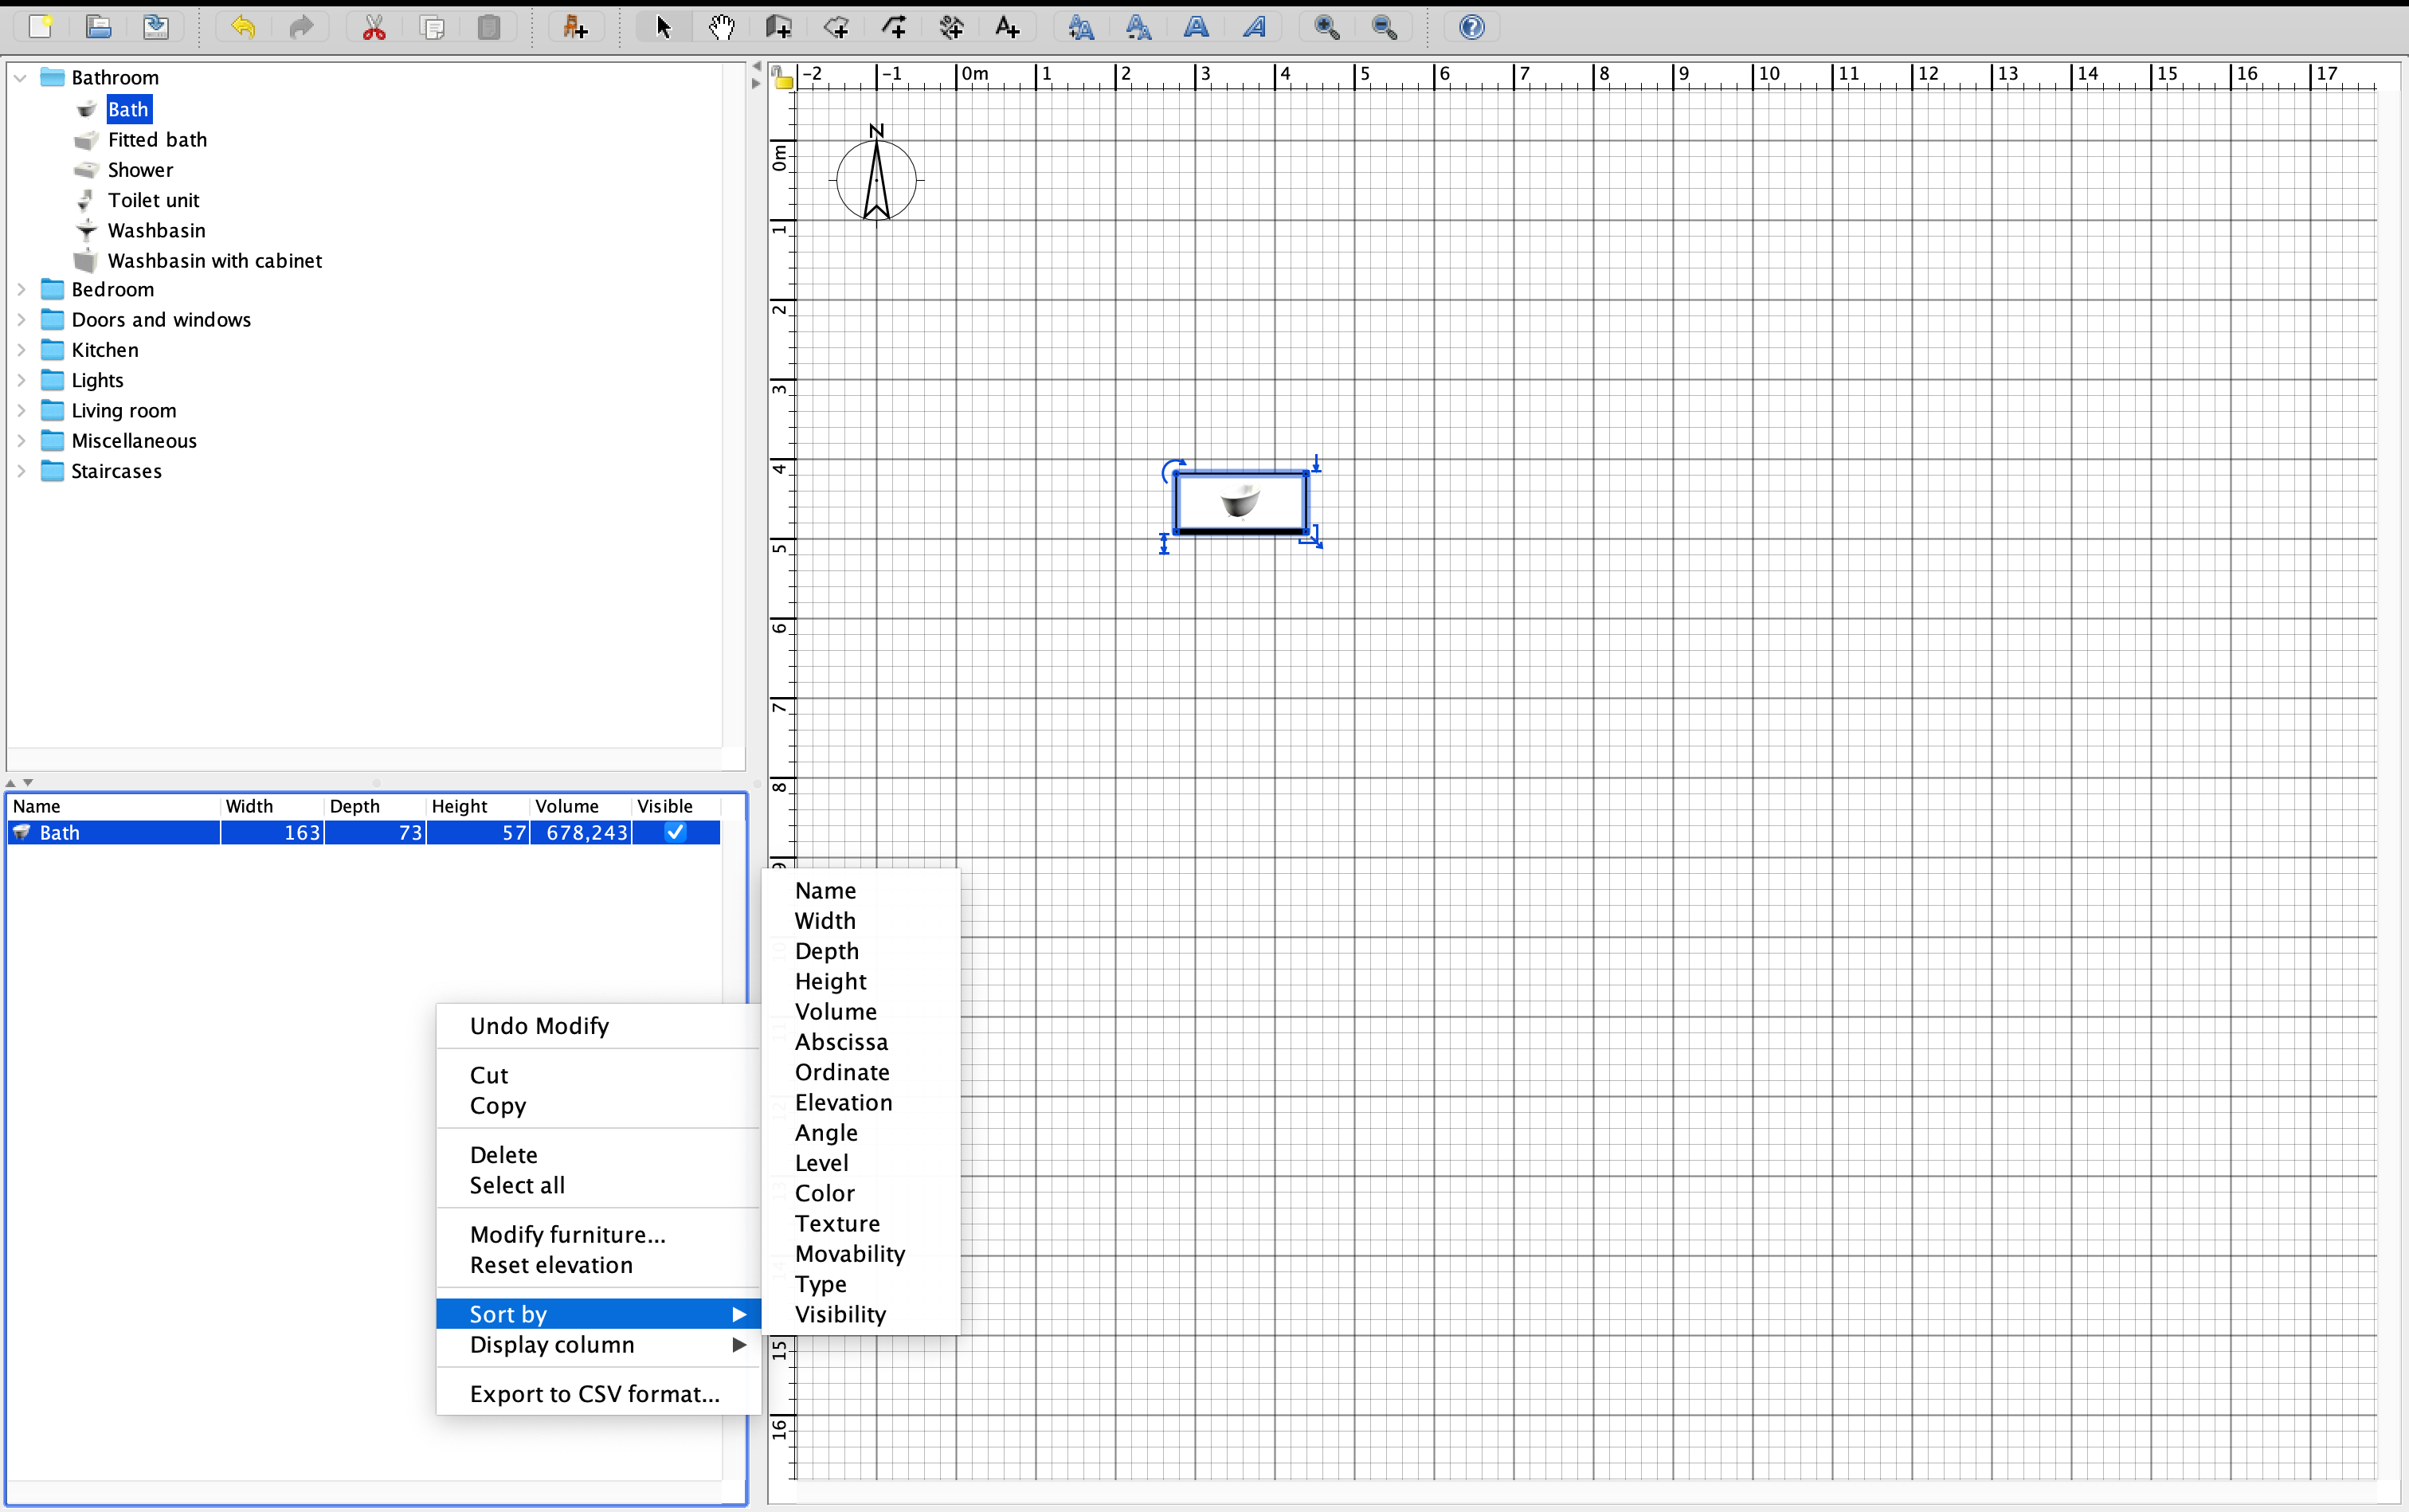 Bathroom
Bath
Fitted bath
Shower
Toilet unit
Washbasin
Washbasin with cabinet
Bedroom
Doors and windows
Kitchen
Lights
Living room
Miscellaneous
Staircases
-2 -1 0m 1 2 3 4 5 6 7 8 9 10 11 12 13 14 15 16 17
N
0m
1
2
3
4
5
6
7
8
9
15
16
Name Width Depth Height Volume Visible
Bath 163 73 57 678,243
Undo Modify
Cut
Copy
Delete
Select all
Modify furniture...
Reset elevation
Sort by
Display column
Export to CSV format...
Name
Width
Depth
Height
Volume
Abscissa
Ordinate
Elevation
Angle
Level
Color
Texture
Movability
Type
Visibility